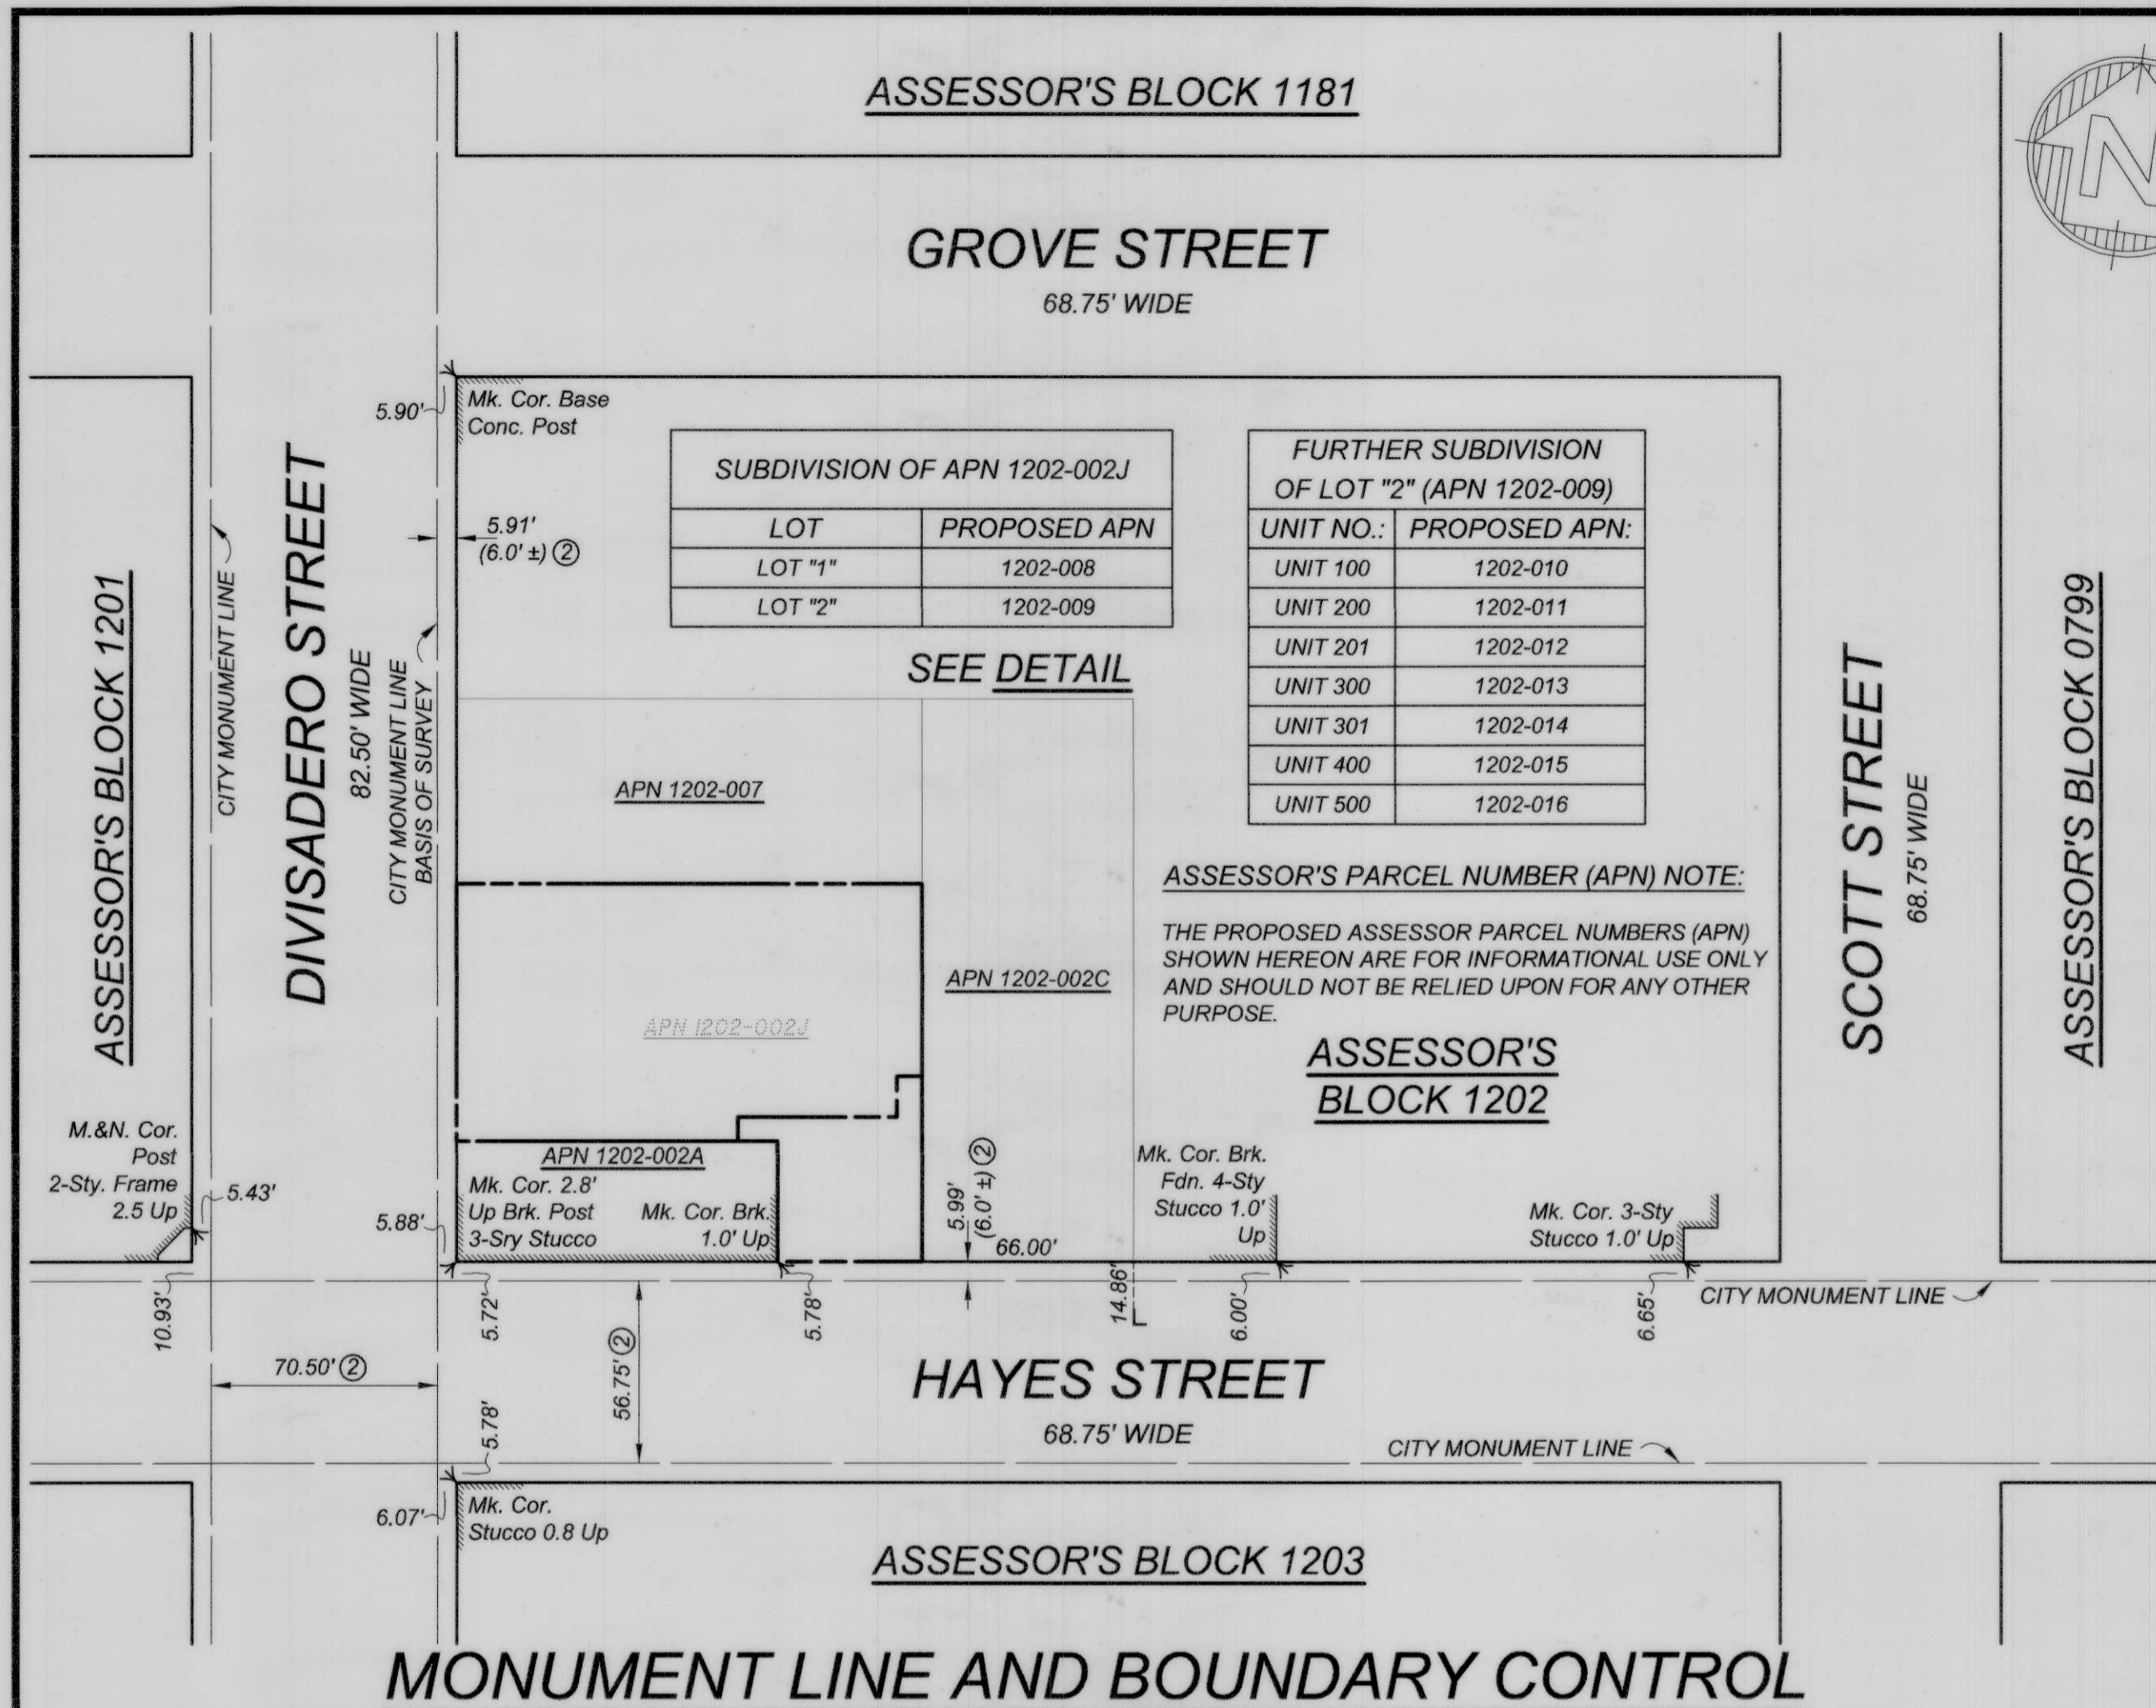 ASSESSOR'S BLOCK 1181
N
GROVE STREET
68.75' WIDE
5.90'
Mk. Cor. Base
Conc. Post
5.91'
(6.0' ±) ②
SUBDIVISION OF APN 1202-002J
LOT PROPOSED APN
LOT "1" 1202-008
LOT "2" 1202-009
FURTHER SUBDIVISION
OF LOT "2" (APN 1202-009)
UNIT NO.: PROPOSED APN:
UNIT 100 1202-010
UNIT 200 1202-011
UNIT 201 1202-012
UNIT 300 1202-013
UNIT 301 1202-014
UNIT 400 1202-015
UNIT 500 1202-016
SEE DETAIL
ASSESSOR'S BLOCK 1201
CITY MONUMENT LINE
DIVISADERO STREET
82.50' WIDE
CITY MONUMENT LINE
BASIS OF SURVEY
SCOTT STREET
68.75' WIDE
ASSESSOR'S BLOCK 0799
APN 1202-007
ASSESSOR'S PARCEL NUMBER (APN) NOTE:
THE PROPOSED ASSESSOR PARCEL NUMBERS (APN)
SHOWN HEREON ARE FOR INFORMATIONAL USE ONLY
AND SHOULD NOT BE RELIED UPON FOR ANY OTHER
PURPOSE.
APN 1202-002C
APN 1202-002J
ASSESSOR'S
BLOCK 1202
M.&N. Cor.
Post
2-Sty. Frame
2.5 Up
5.43'
APN 1202-002A
Mk. Cor. 2.8'
Up Brk. Post
3-Sry Stucco
Mk. Cor. Brk.
1.0' Up
5.88'
5.99'
(6.0' ±) ②
66.00'
Mk. Cor. Brk.
Fdn. 4-Sty
Stucco 1.0'
Up
Mk. Cor. 3-Sty
Stucco 1.0' Up
10.93'
5.72'
5.78'
14.86'
6.00'
6.65'
CITY MONUMENT LINE
70.50' ②
56.75' ②
HAYES STREET
68.75' WIDE
5.78'
CITY MONUMENT LINE
6.07'
Mk. Cor.
Stucco 0.8 Up
ASSESSOR'S BLOCK 1203
MONUMENT LINE AND BOUNDARY CONTROL